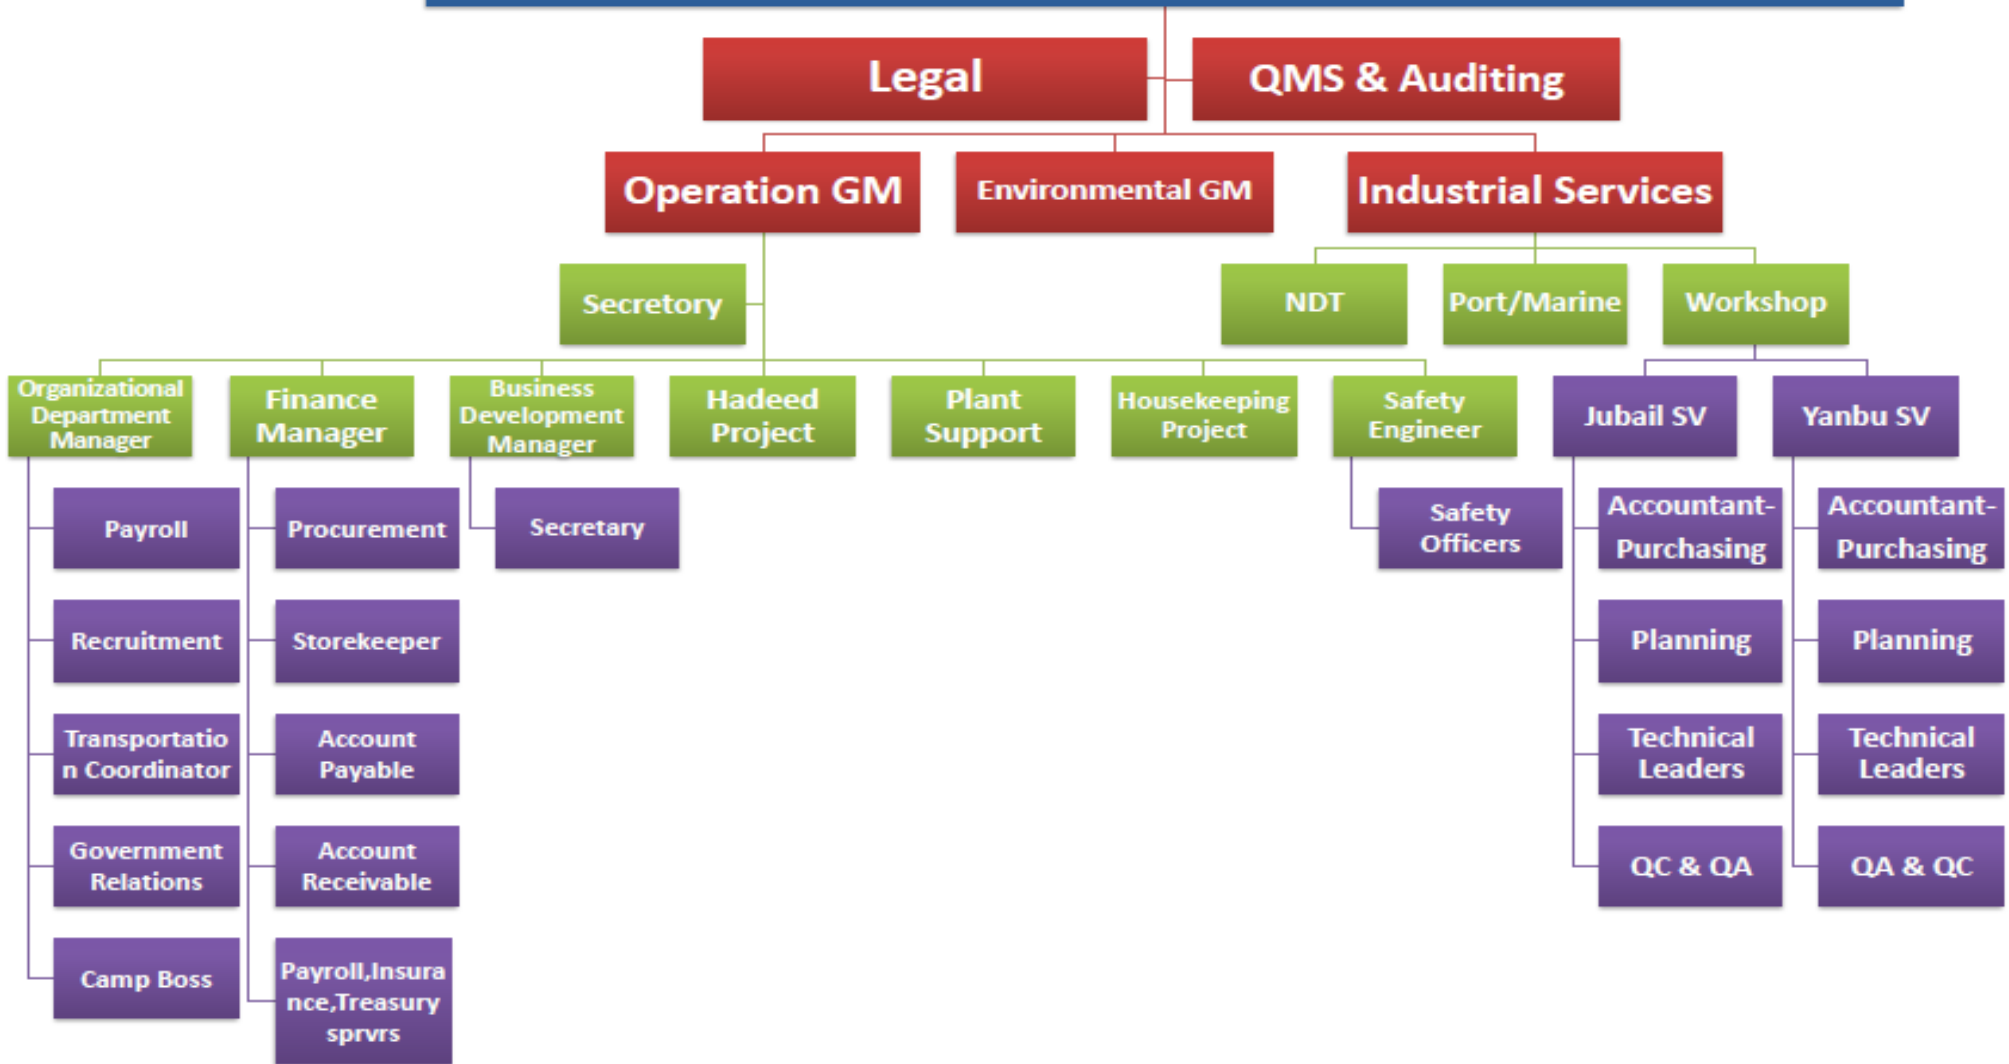 Legal
QMS & Auditing
Operation GM
Environmental GM
Industrial Services
Secretory
NDT
Port/Marine
Workshop
Organizational
Department
Manager
Finance
Manager
Business
Development
Manager
Hadeed
Project
Plant
Support
Housekeeping
Project
Safety
Engineer
Jubail SV
Yanbu SV
Payroll
Recruitment
Transportatio
n Coordinator
Government
Relations
Camp Boss
Procurement
Storekeeper
Account
Payable
Account
Receivable
Payroll,Insura
nce,Treasury
sprvrs
Secretary
Safety
Officers
Accountant-
Purchasing
Planning
Technical
Leaders
QC & QA
Accountant-
Purchasing
Planning
Technical
Leaders
QA & QC